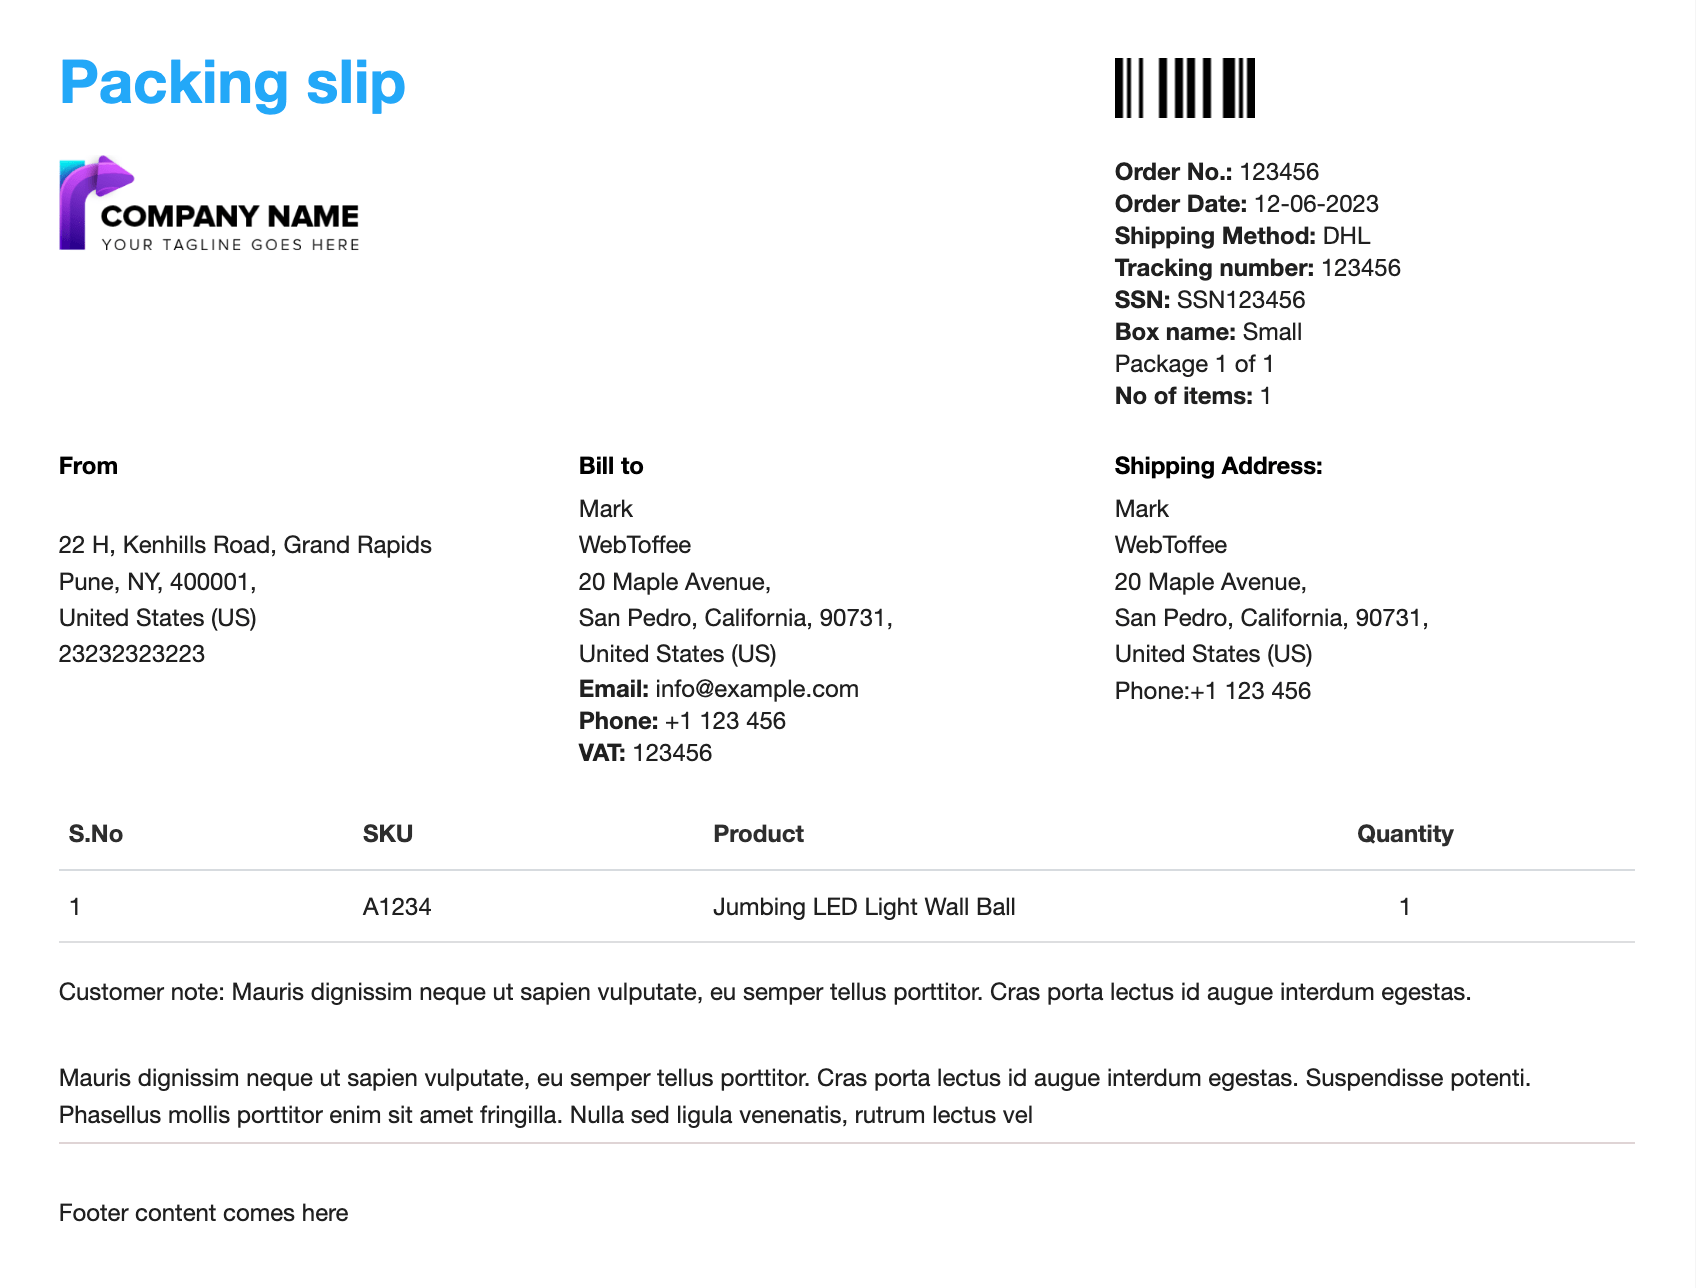 Packing slip
COMPANY NAME
YOUR TAGLINE GOES HERE
Order No.: 123456
Order Date: 12-06-2023
Shipping Method: DHL
Tracking number: 123456
SSN: SSN123456
Box name: Small
Package 1 of 1
No of items: 1
From
22 H, Kenhills Road, Grand Rapids
Pune, NY, 400001,
United States (US)
23232323223
Bill to
Mark
WebToffee
20 Maple Avenue,
San Pedro, California, 90731,
United States (US)
Email: info@example.com
Phone: +1 123 456
VAT: 123456
Shipping Address:
Mark
WebToffee
20 Maple Avenue,
San Pedro, California, 90731,
United States (US)
Phone:+1 123 456
S.No SKU Product Quantity
1 A1234 Jumbing LED Light Wall Ball 1
Customer note: Mauris dignissim neque ut sapien vulputate, eu semper tellus porttitor. Cras porta lectus id augue interdum egestas.
Mauris dignissim neque ut sapien vulputate, eu semper tellus porttitor. Cras porta lectus id augue interdum egestas. Suspendisse potenti.
Phasellus mollis porttitor enim sit amet fringilla. Nulla sed ligula venenatis, rutrum lectus vel
Footer content comes here